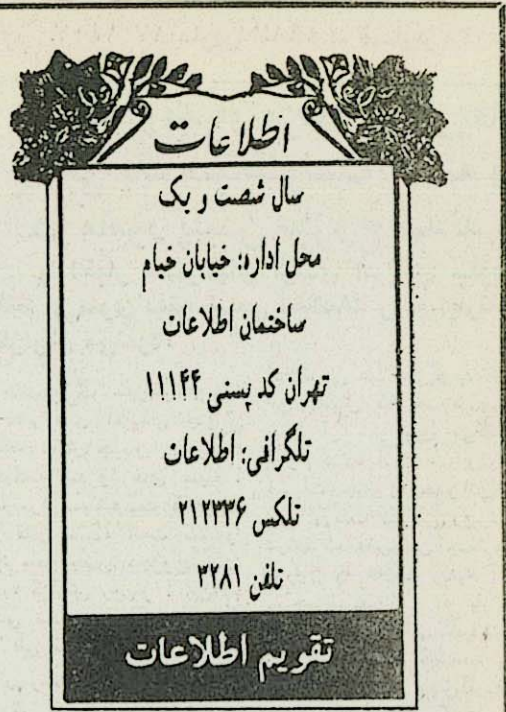 اطلاعات
سال شصت و یک
محل اداره: خیابان خیام
ساختمان اطلاعات
تهران کد پستی ۱۱۱۴۴
تلگرافی: اطلاعات
تلکس ۲۱۲۳۳۶
تلفن ۳۲۸۱
تقویم اطلاعات